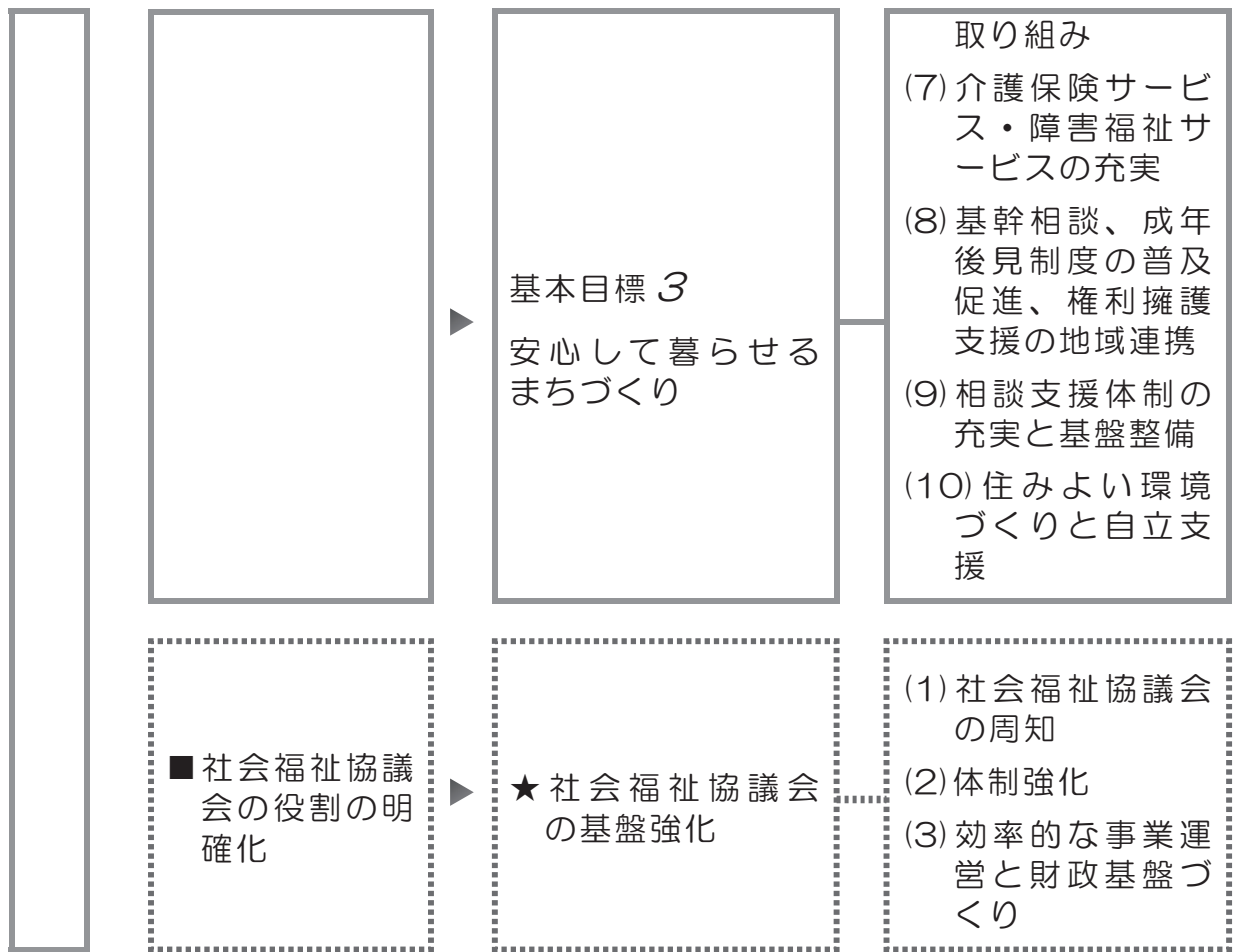 基本目標 3
安心して暮らせる
まちづくり
取り組み
(7)介護保険サービ
ス・障害福祉サ
ービスの充実
(8)基幹相談、成年
後見制度の普及
促進、権利擁護
支援の地域連携
(9)相談支援体制の
充実と基盤整備
(10)住みよい環境
づくりと自立支
援
■社会福祉協議
会の役割の明
確化
★社会福祉協議会
の基盤強化
(1)社会福祉協議会
の周知
(2)体制強化
(3)効率的な事業運
営と財政基盤づ
くり